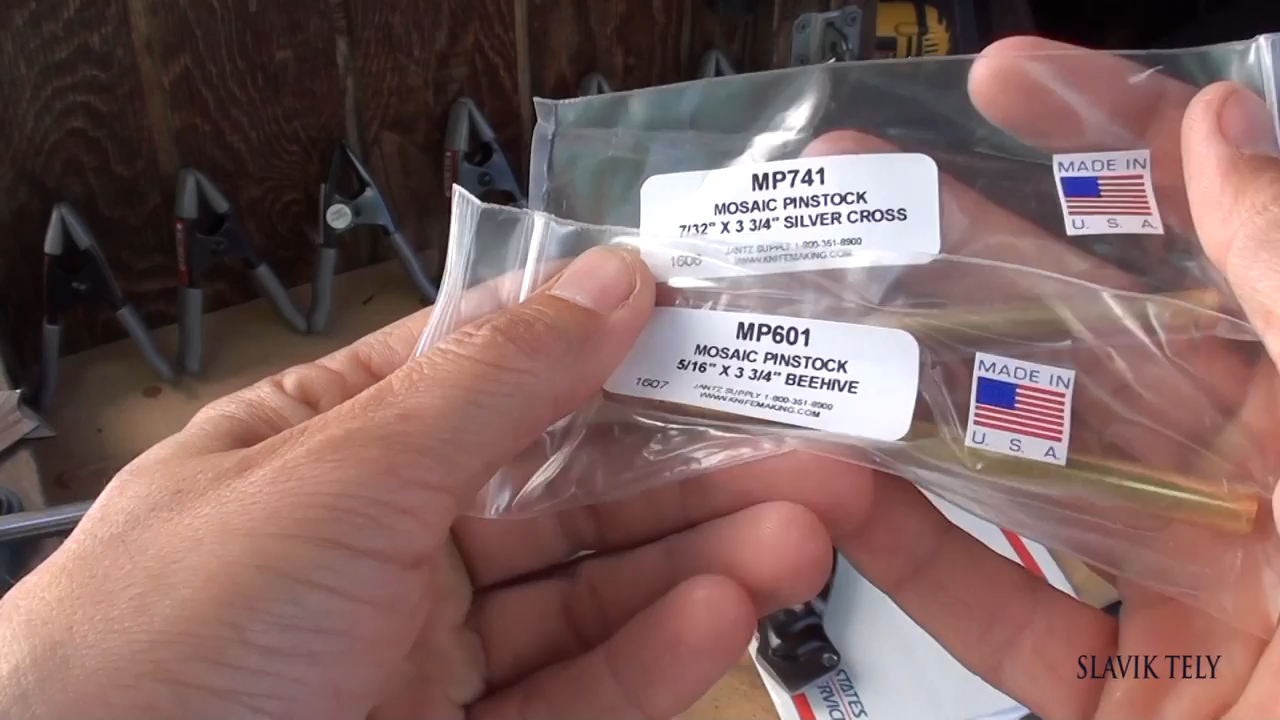 MP741
MOSAIC PINSTOCK
7/32" X 3 3/4" SILVER CROSS
1606
JANTZ SUPPLY 1-800-351-8900
WWW.KNIFEMAKING.COM
MADE IN
U. S. A.
MP601
MOSAIC PINSTOCK
5/16" X 3 3/4" BEEHIVE
1607
JANTZ SUPPLY 1-800-351-8900
WWW.KNIFEMAKING.COM
MADE IN
U. S. A.
STATES
SLAVIK TELY